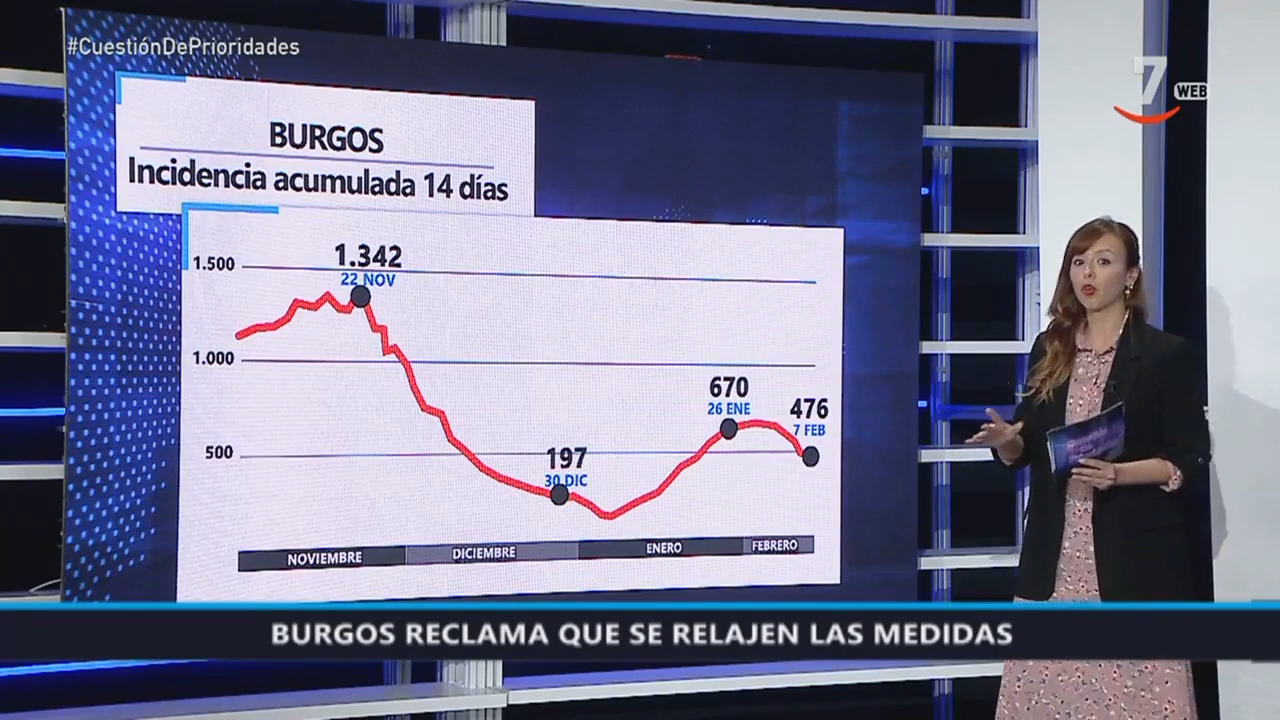 #CuestiónDePrioridades
7 WEB
BURGOS
Incidencia acumulada 14 días
1.500
1.342
22 NOV
1.000
670
26 ENE
476
7 FEB
500
197
30 DIC
NOVIEMBRE
DICIEMBRE
ENERO
FEBRERO
BURGOS RECLAMA QUE SE RELAJEN LAS MEDIDAS